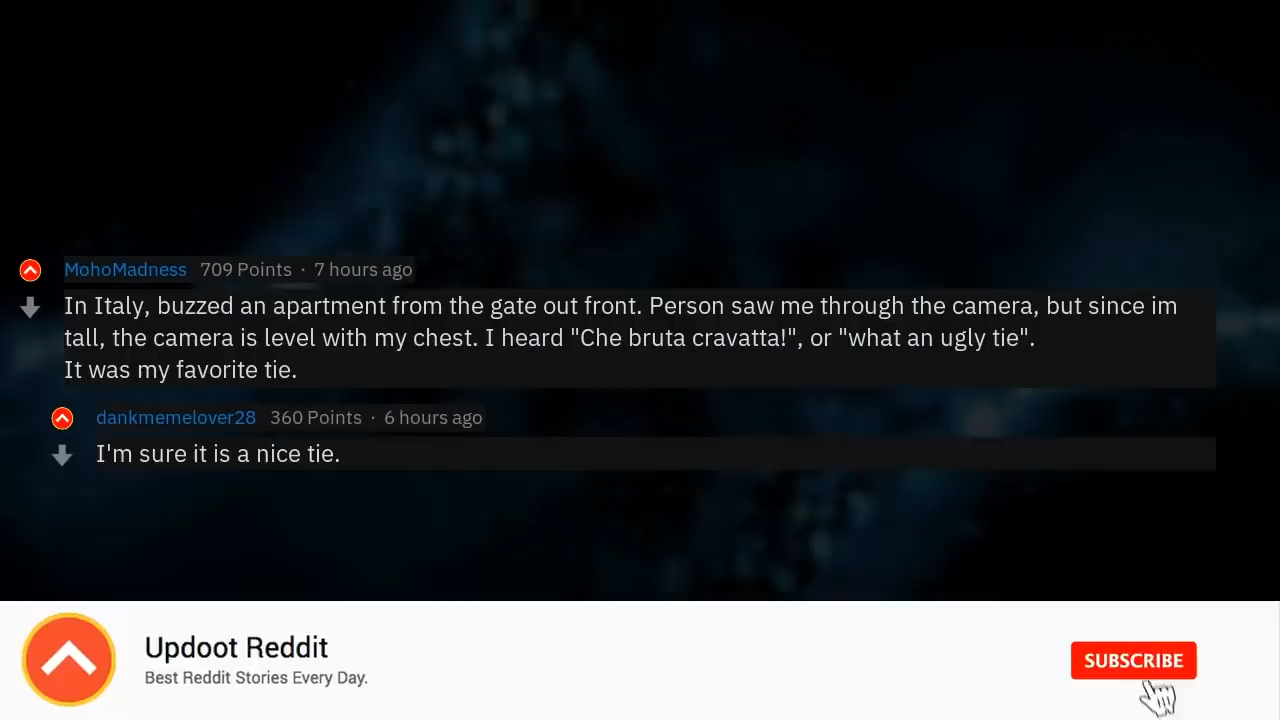 MohoMadness 709 Points · 7 hours ago
In Italy, buzzed an apartment from the gate out front. Person saw me through the camera, but since im
tall, the camera is level with my chest. I heard "Che bruta cravatta!", or "what an ugly tie".
It was my favorite tie.
dankmemelover28 360 Points · 6 hours ago
I'm sure it is a nice tie.
Updoot Reddit
Best Reddit Stories Every Day.
SUBSCRIBE